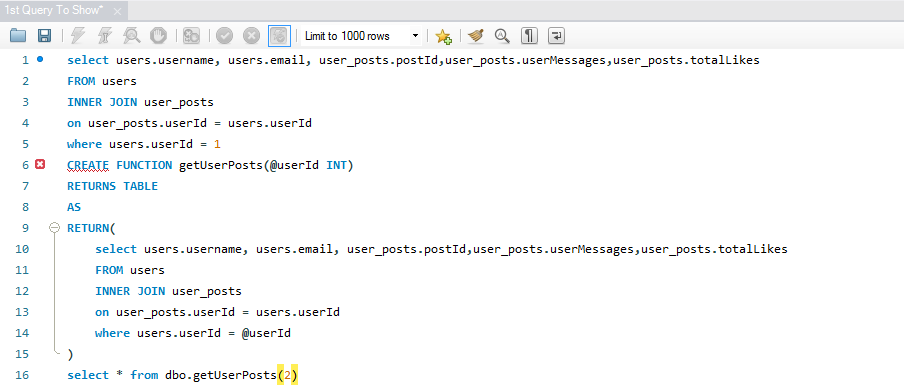 1st Query To Show*
Limit to 1000 rows
1 select users.username, users.email, user_posts.postId,user_posts.userMessages,user_posts.totalLikes
2 FROM users
3 INNER JOIN user_posts
4 on user_posts.userId = users.userId
5 where users.userId = 1
6 CREATE FUNCTION getUserPosts(@userId INT)
7 RETURNS TABLE
8 AS
9 RETURN(
10 select users.username, users.email, user_posts.postId,user_posts.userMessages,user_posts.totalLikes
11 FROM users
12 INNER JOIN user_posts
13 on user_posts.userId = users.userId
14 where users.userId = @userId
15 )
16 select * from dbo.getUserPosts(2)